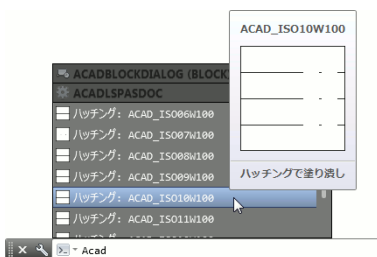 ACAD_ISO10W100
ACADBLOCKDIALOG (BLOCK
ACADLSPASDOC
ハッチング: ACAD_ISO06W100
ハッチング: ACAD_ISO07W100
ハッチング: ACAD_ISO08W100
ハッチング: ACAD_ISO09W100
ハッチングで塗り潰し
ハッチング: ACAD_ISO10W100
ハッチング: ACAD_ISO11W100
Acad